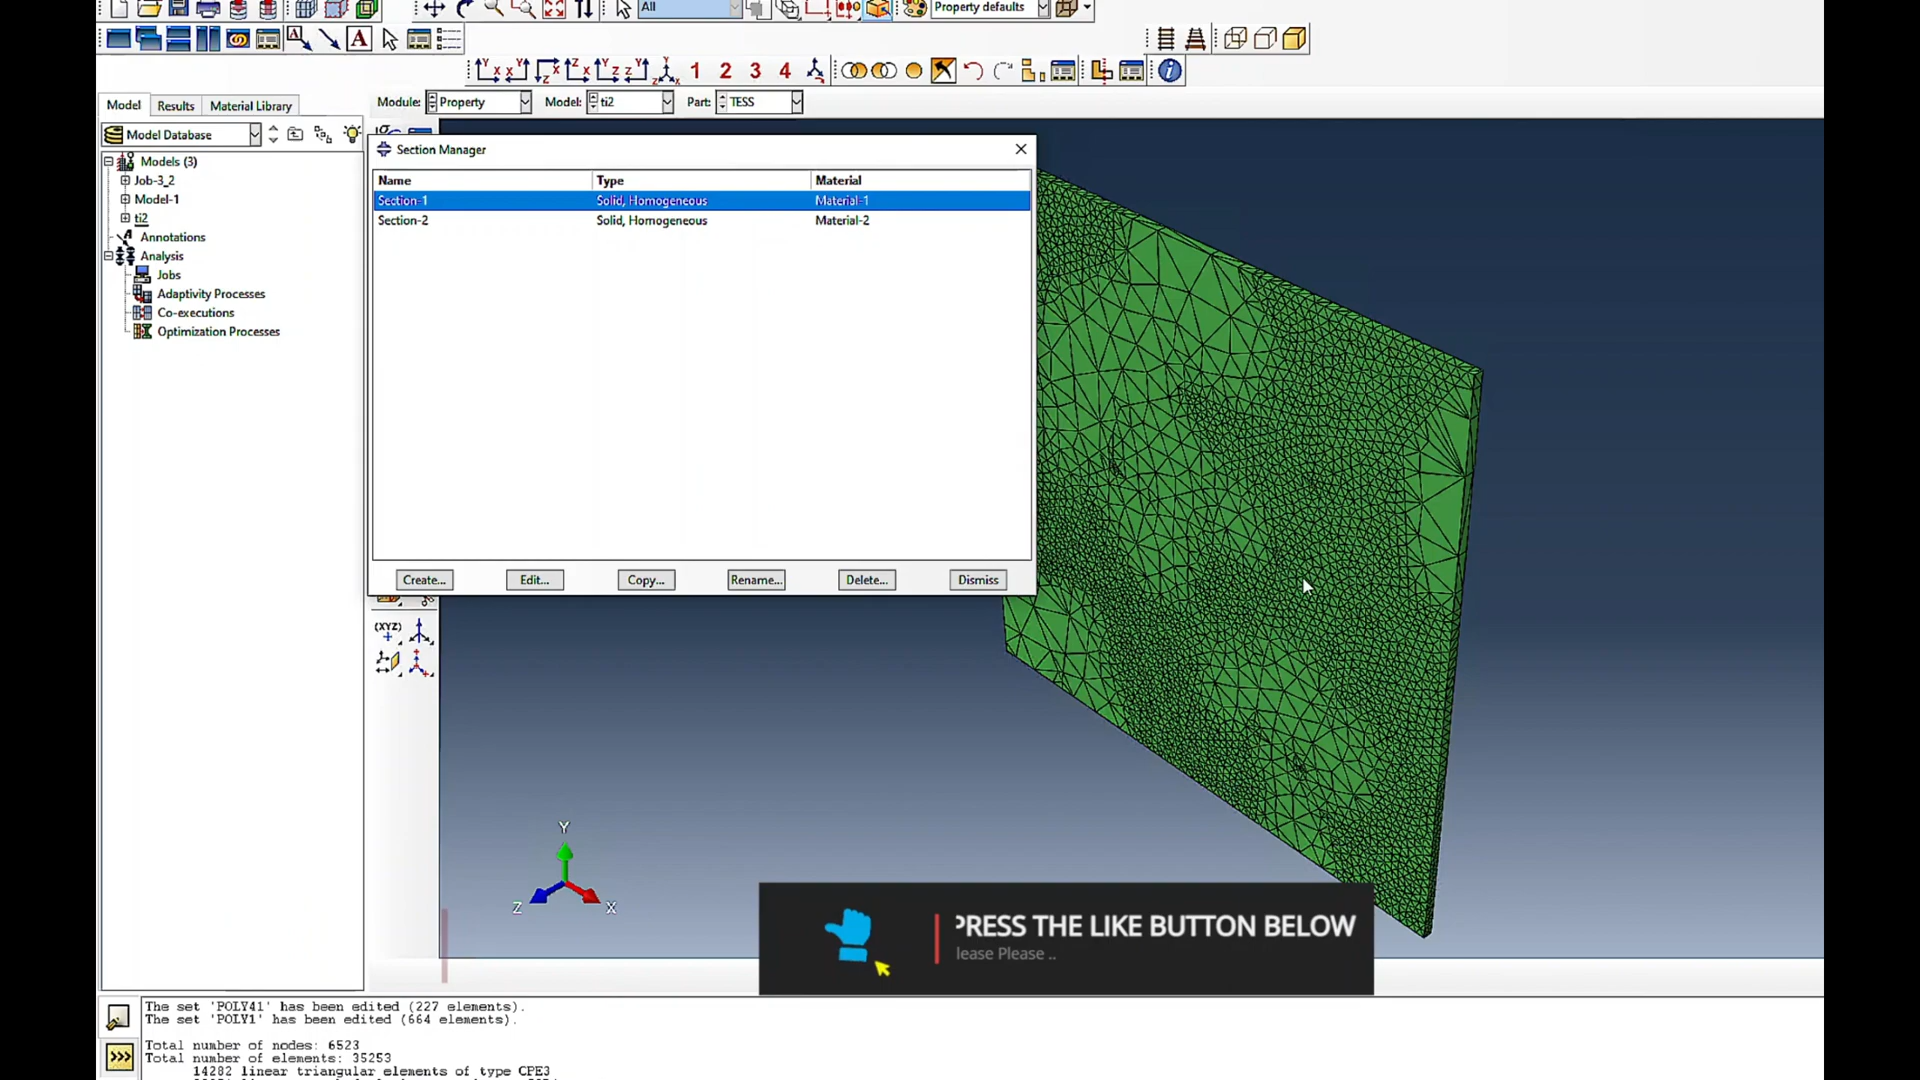 All
Property defaults
1 2 3 4
Model Results Material Library
Module: Property Model: ti2 Part: TESS
Model Database
Models (3)
Job-3_2
Model-1
ti2
Annotations
Analysis
Jobs
Adaptivity Processes
Co-executions
Optimization Processes
Section Manager
Name Type Material
Section-1 Solid, Homogeneous Material-1
Section-2 Solid, Homogeneous Material-2
Create... Edit... Copy... Rename... Delete... Dismiss
(XYZ)
Y
Z X
PRESS THE LIKE BUTTON BELOW
lease Please ..
The set 'POLY41' has been edited (227 elements).
The set 'POLY1' has been edited (664 elements).
Total number of nodes: 6523
Total number of elements: 35253
14282 linear triangular elements of type CPE3